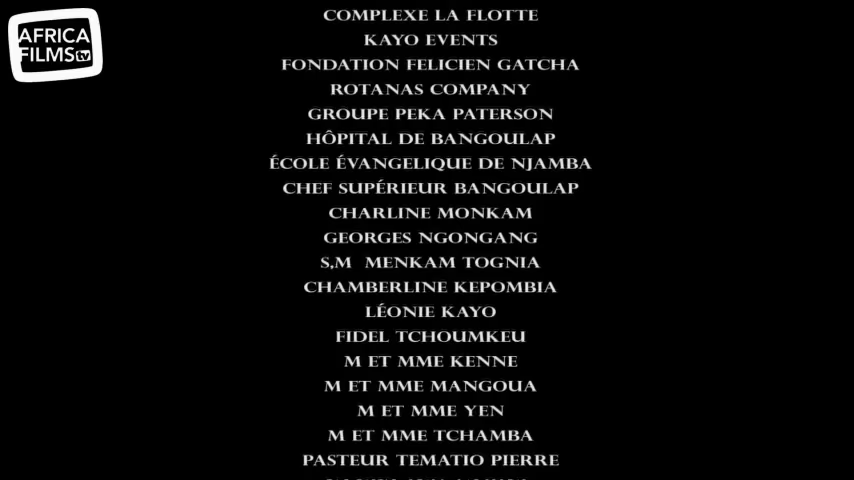 AFRICA
FILMS tv
COMPLEXE LA FLOTTE
KAYO EVENTS
FONDATION FELICIEN GATCHA
ROTANAS COMPANY
GROUPE PEKA PATERSON
HÔPITAL DE BANGOULAP
ÉCOLE ÉVANGELIQUE DE NJAMBA
CHEF SUPÉRIEUR BANGOULAP
CHARLINE MONKAM
GEORGES NGONGANG
S,M MENKAM TOGNIA
CHAMBERLINE KEPOMBIA
LÉONIE KAYO
FIDEL TCHOUMKEU
M ET MME KENNE
M ET MME MANGOUA
M ET MME YEN
M ET MME TCHAMBA
PASTEUR TEMATIO PIERRE